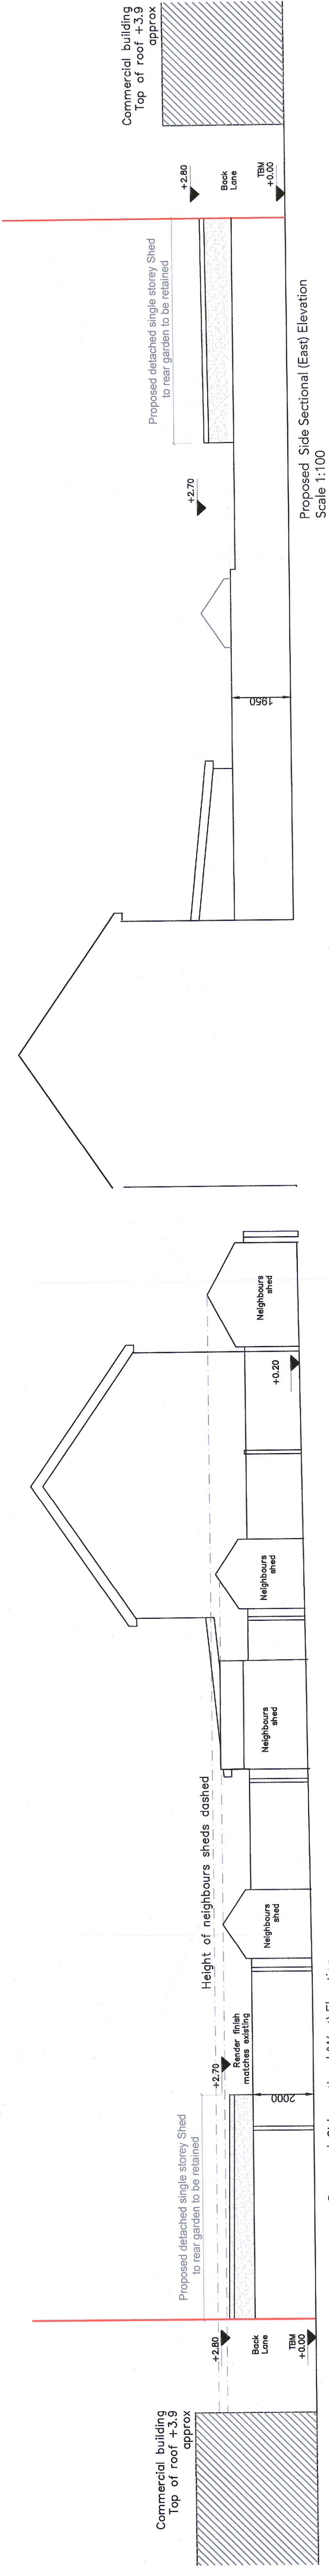 Commercial building
Top of roof +3.9
approx
+2.80
Back
Lane
TBM
+0.00
Proposed detached single storey Shed
to rear garden to be retained
+2.70
1950
Proposed Side Sectional (East) Elevation
Scale 1:100
Neighbours
shed
+0.20
Neighbours
shed
Neighbours
shed
Height of neighbours sheds dashed
Neighbours
shed
+2.70
Render finish
matches existing
2000
Proposed detached single storey Shed
to rear garden to be retained
+2.80
Back
Lane
TBM
+0.00
Commercial building
Top of roof +3.9
approx